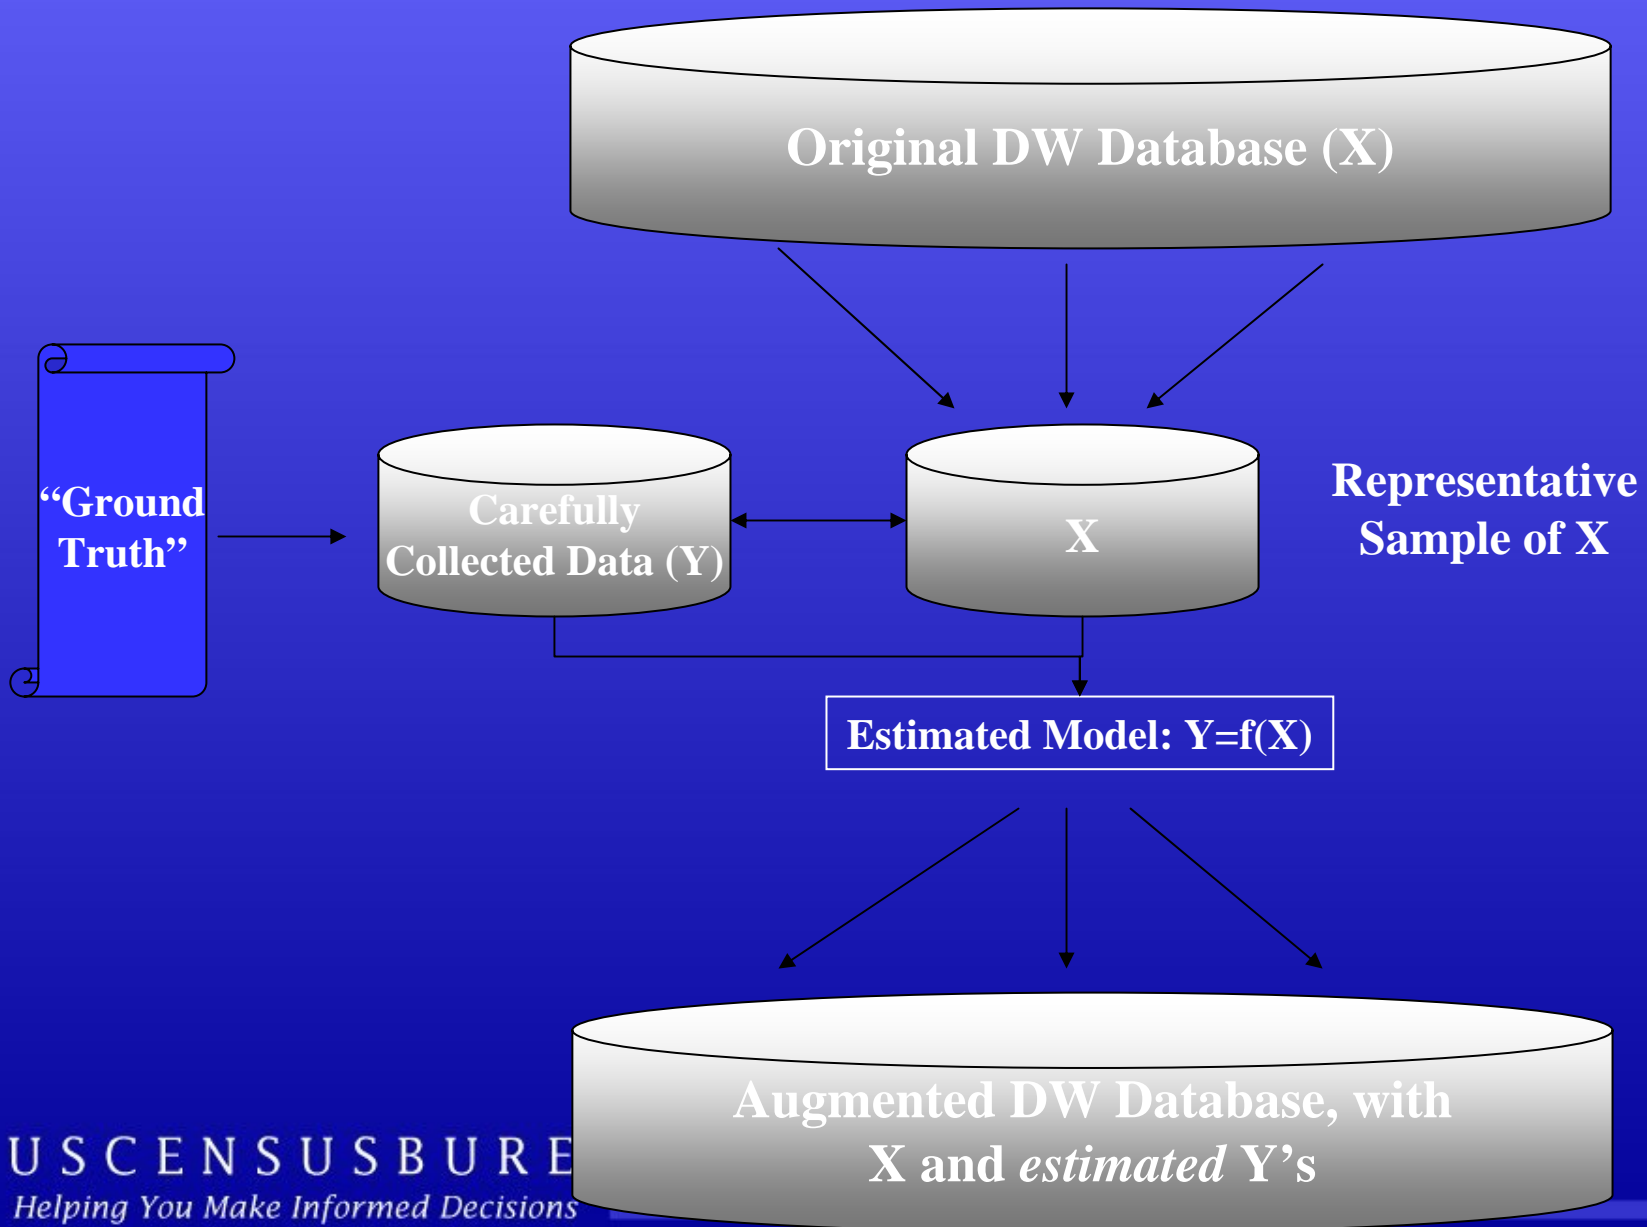 Original DW Database (X)
“Ground
Truth”
Carefully
Collected Data (Y)
X
Representative
Sample of X
Estimated Model: Y=f(X)
Augmented DW Database, with
X and estimated Y’s
USCENSUSBURE
Helping You Make Informed Decisions